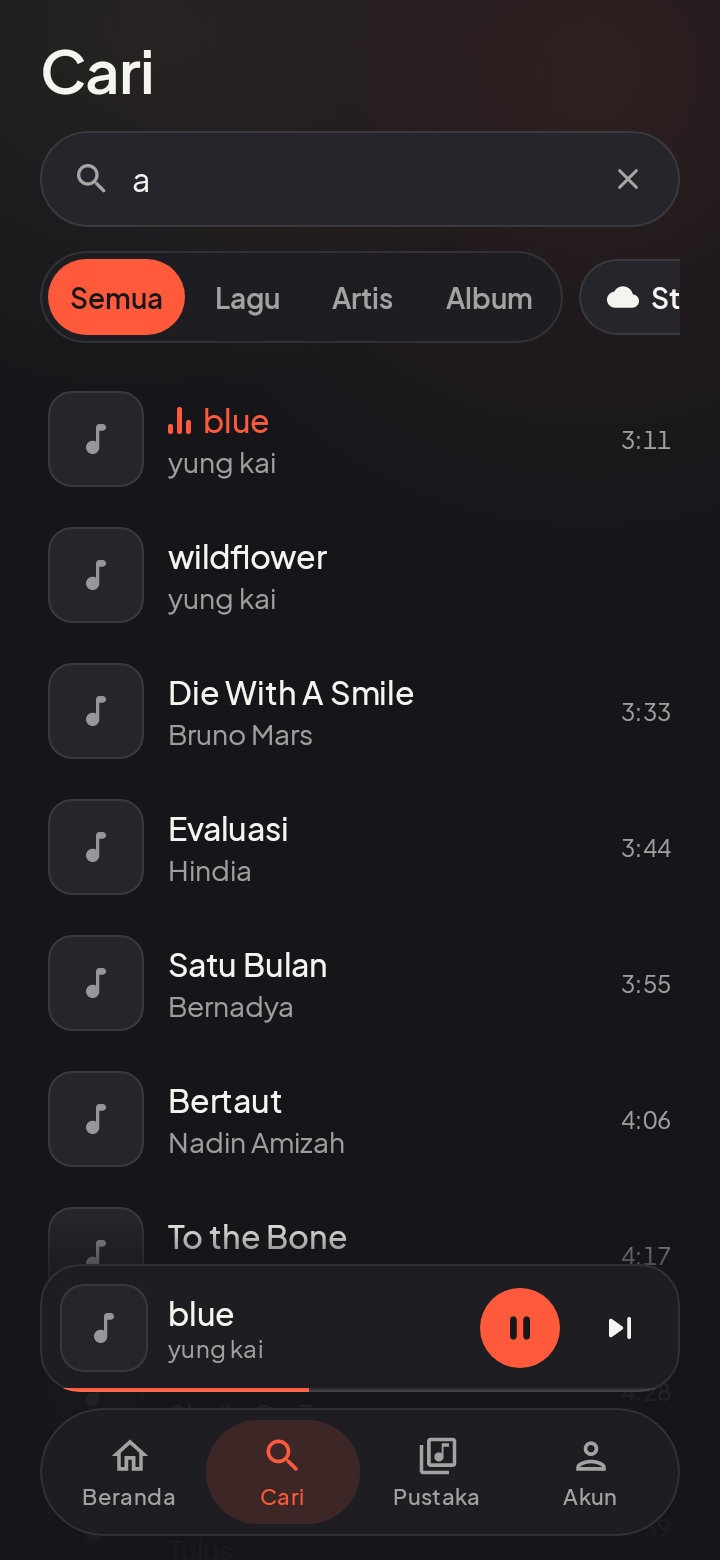 Cari
a
Semua Lagu Artis Album St
blue
yung kai
3:11
wildflower
yung kai
Die With A Smile
Bruno Mars
3:33
Evaluasi
Hindia
3:44
Satu Bulan
Bernadya
3:55
Bertaut
Nadin Amizah
4:06
To the Bone
4:17
blue
yung kai
4:28
Beranda Cari Pustaka Akun
Tulus